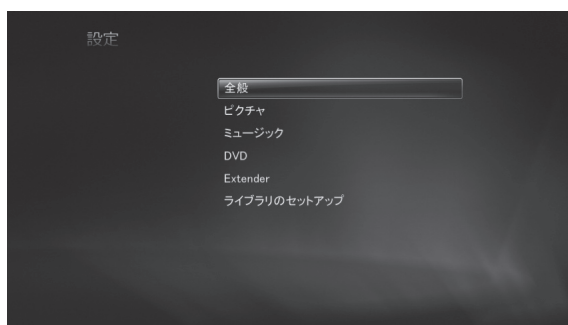 設定
全般
ピクチャ
ミュージック
DVD
Extender
ライブラリのセットアップ